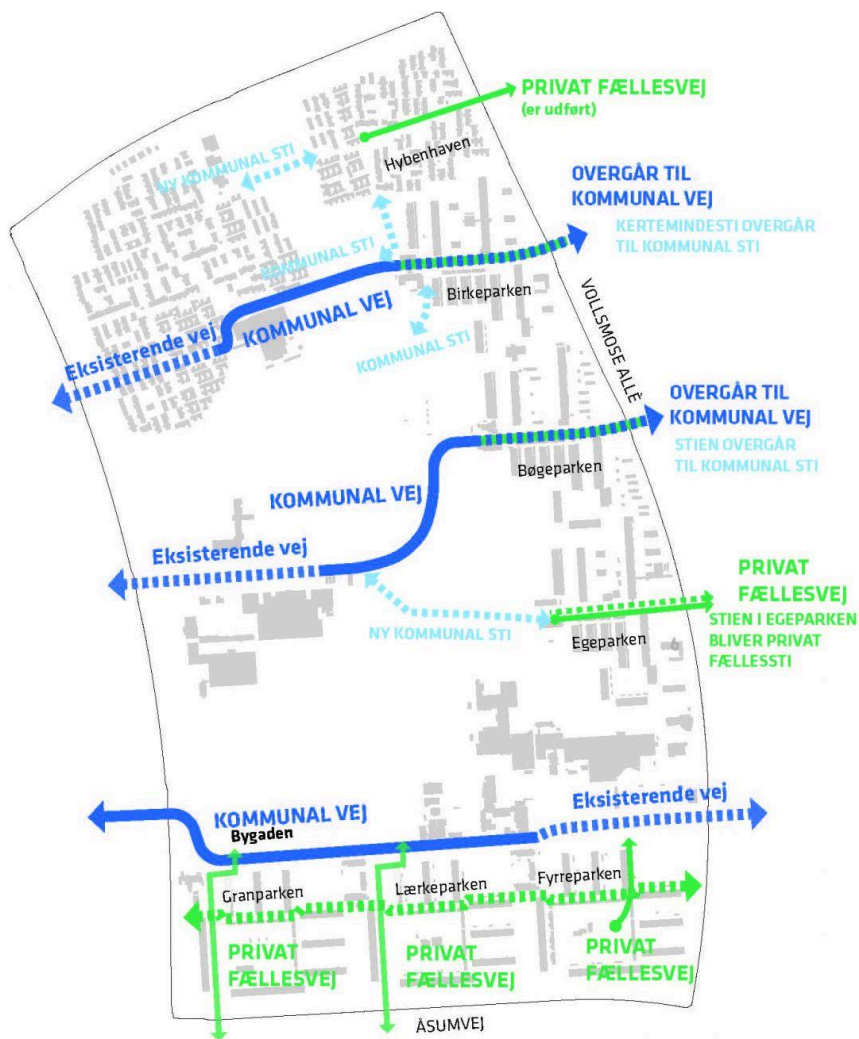 PRIVAT FÆLLESVEJ
(er udført)
Hybenhaven
NY KOMMUNAL STI
OVERGÅR TIL
KOMMUNAL VEJ
KERTEMINDESTI OVERGÅR
TIL KOMMUNAL STI
KOMMUNAL STI
Birkeparken
KOMMUNAL VEJ
Eksisterende vej
KOMMUNAL STI
VOLLSMOSE ALLÈ
OVERGÅR TIL
KOMMUNAL VEJ
STIEN OVERGÅR
TIL KOMMUNAL STI
Bøgeparken
KOMMUNAL VEJ
Eksisterende vej
PRIVAT
FÆLLESVEJ
STIEN I EGEPARKEN
BLIVER PRIVAT
FÆLLESSTI
NY KOMMUNAL STI
Egeparken
6
KOMMUNAL VEJ
Bygaden
Eksisterende vej
Granparken
Lærkeparken
Fyrreparken
PRIVAT
FÆLLESVEJ
PRIVAT
FÆLLESVEJ
PRIVAT
FÆLLESVEJ
ÅSUMVEJ